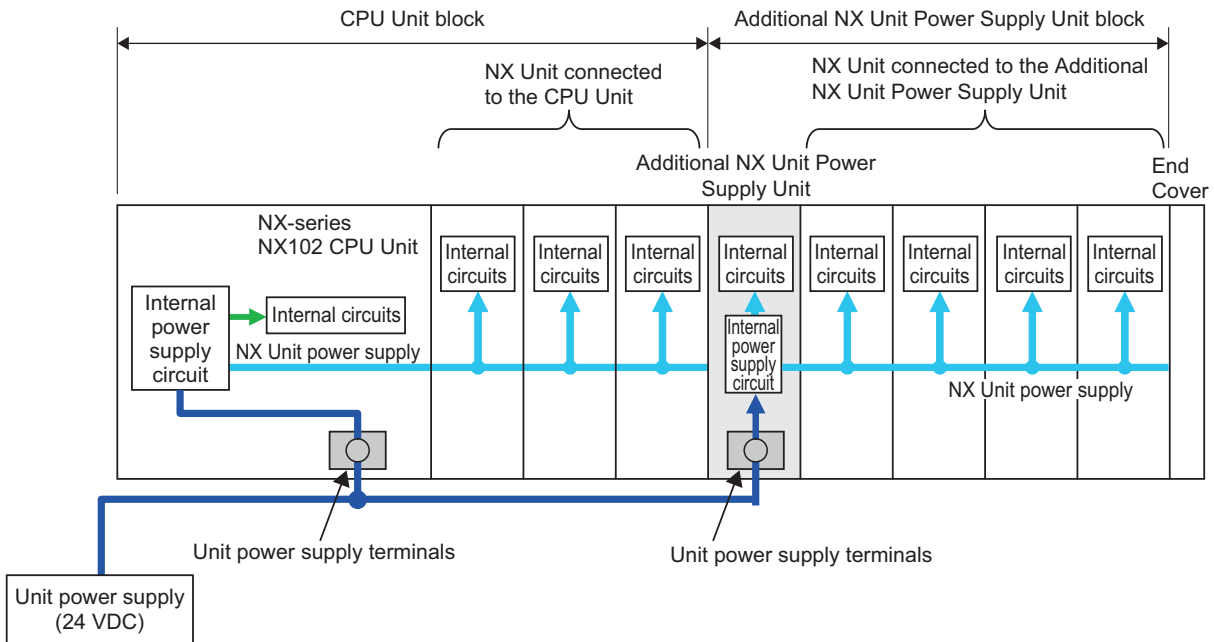 CPU Unit block
Additional NX Unit Power Supply Unit block
NX Unit connected
to the CPU Unit
NX Unit connected to the Additional
NX Unit Power Supply Unit
Additional NX Unit Power
Supply Unit
End
Cover
NX-series
NX102 CPU Unit
Internal
circuits
Internal
circuits
Internal
circuits
Internal
circuits
Internal
circuits
Internal
circuits
Internal
circuits
Internal
circuits
Internal
power
supply
circuit
Internal circuits
NX Unit power supply
Internal
power
supply
circuit
NX Unit power supply
Unit power supply terminals
Unit power supply terminals
Unit power supply
(24 VDC)